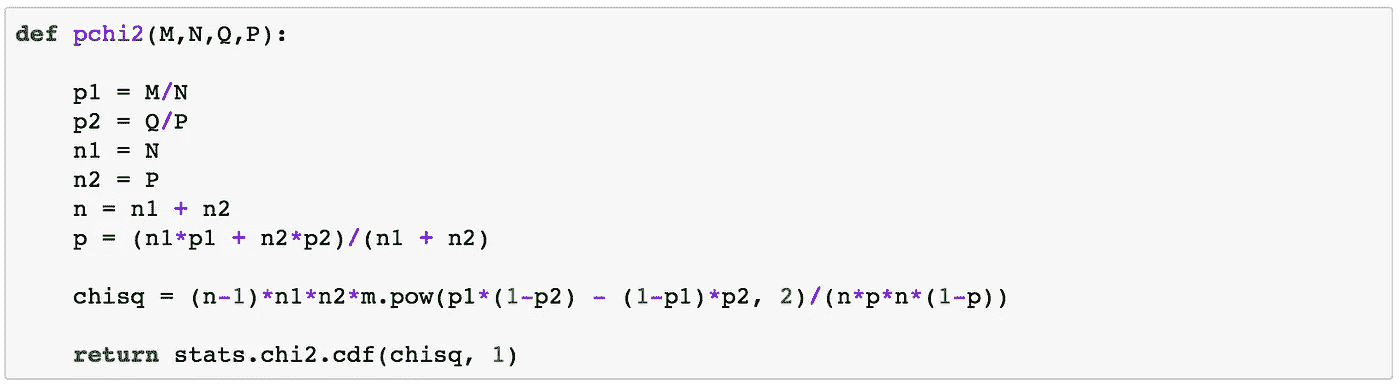 def pchi2(M,N,Q,P):
    p1 = M/N
    p2 = Q/P
    n1 = N
    n2 = P
    n = n1 + n2
    p = (n1*p1 + n2*p2)/(n1 + n2)
    chisq = (n-1)*n1*n2*m.pow(p1*(1-p2) - (1-p1)*p2, 2)/(n*p*n*(1-p))
    return stats.chi2.cdf(chisq, 1)